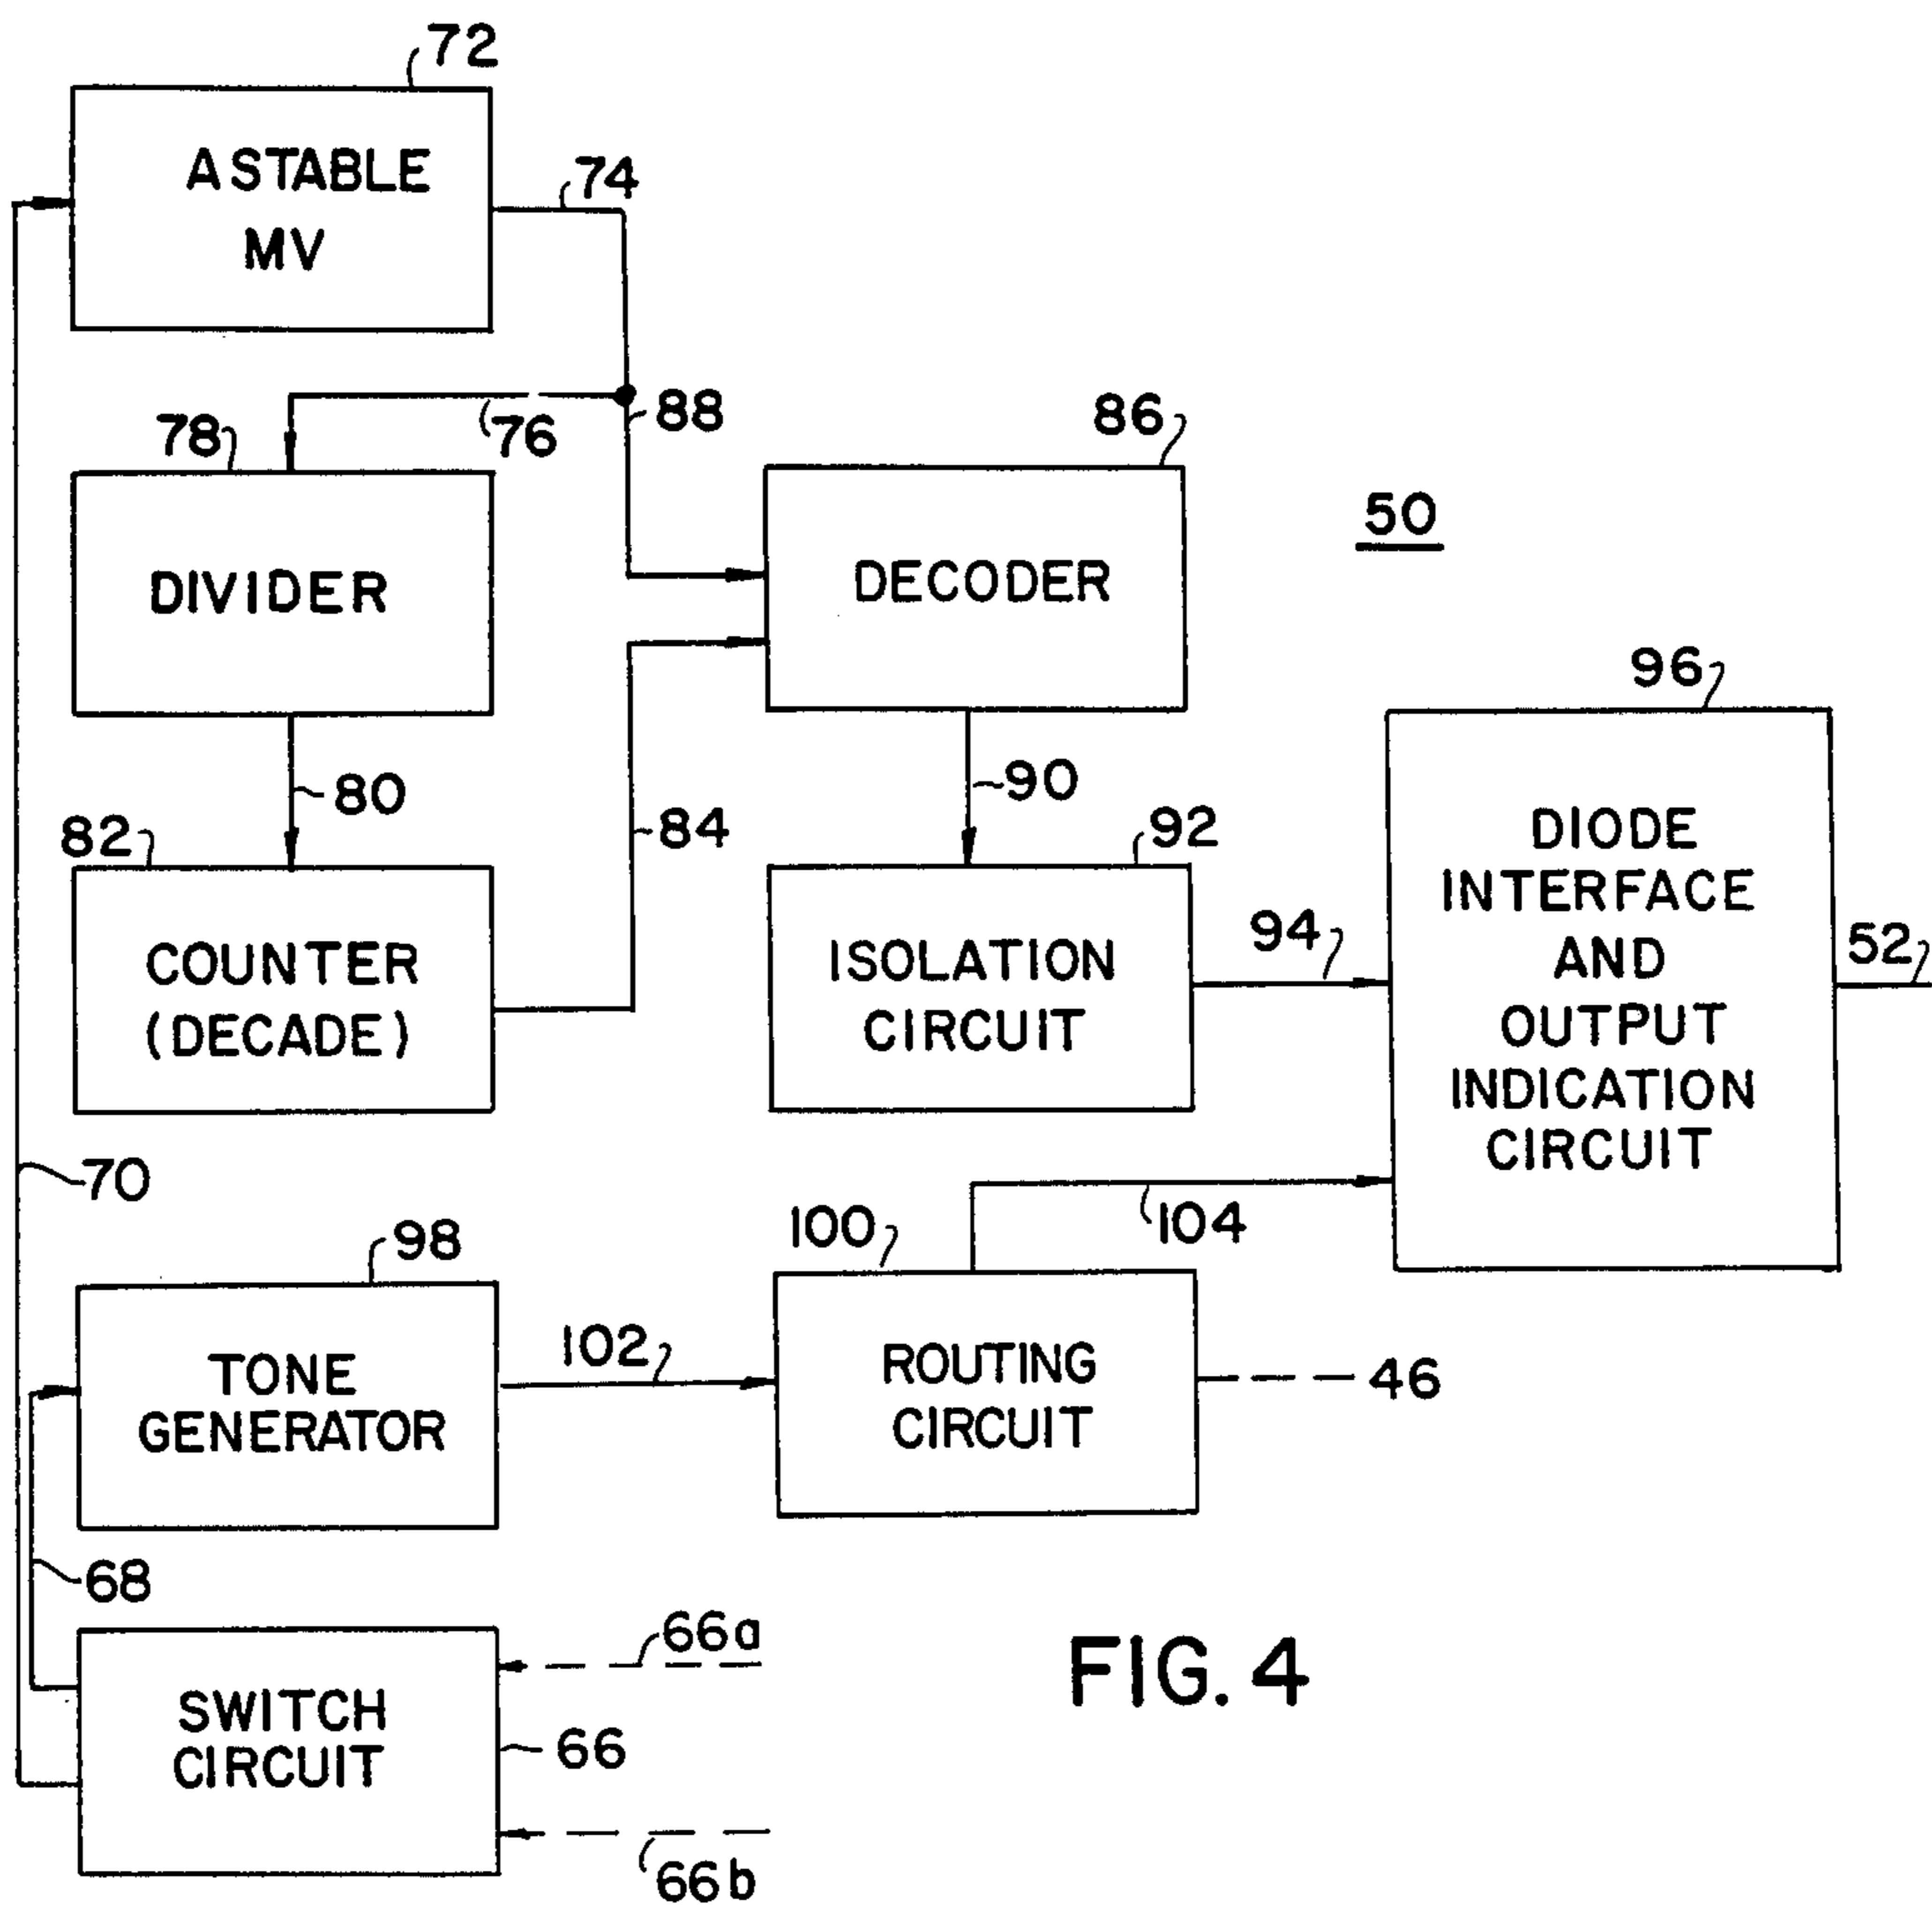 72
ASTABLE
MV
74
76
88
78
DIVIDER
86
DECODER
50
80
84
90
82
COUNTER
(DECADE)
92
ISOLATION
CIRCUIT
94
96
DIODE
INTERFACE
AND
OUTPUT
INDICATION
CIRCUIT
52
70
98
TONE
GENERATOR
102
100
ROUTING
CIRCUIT
104
46
68
SWITCH
CIRCUIT
66a
66
66b
FIG. 4